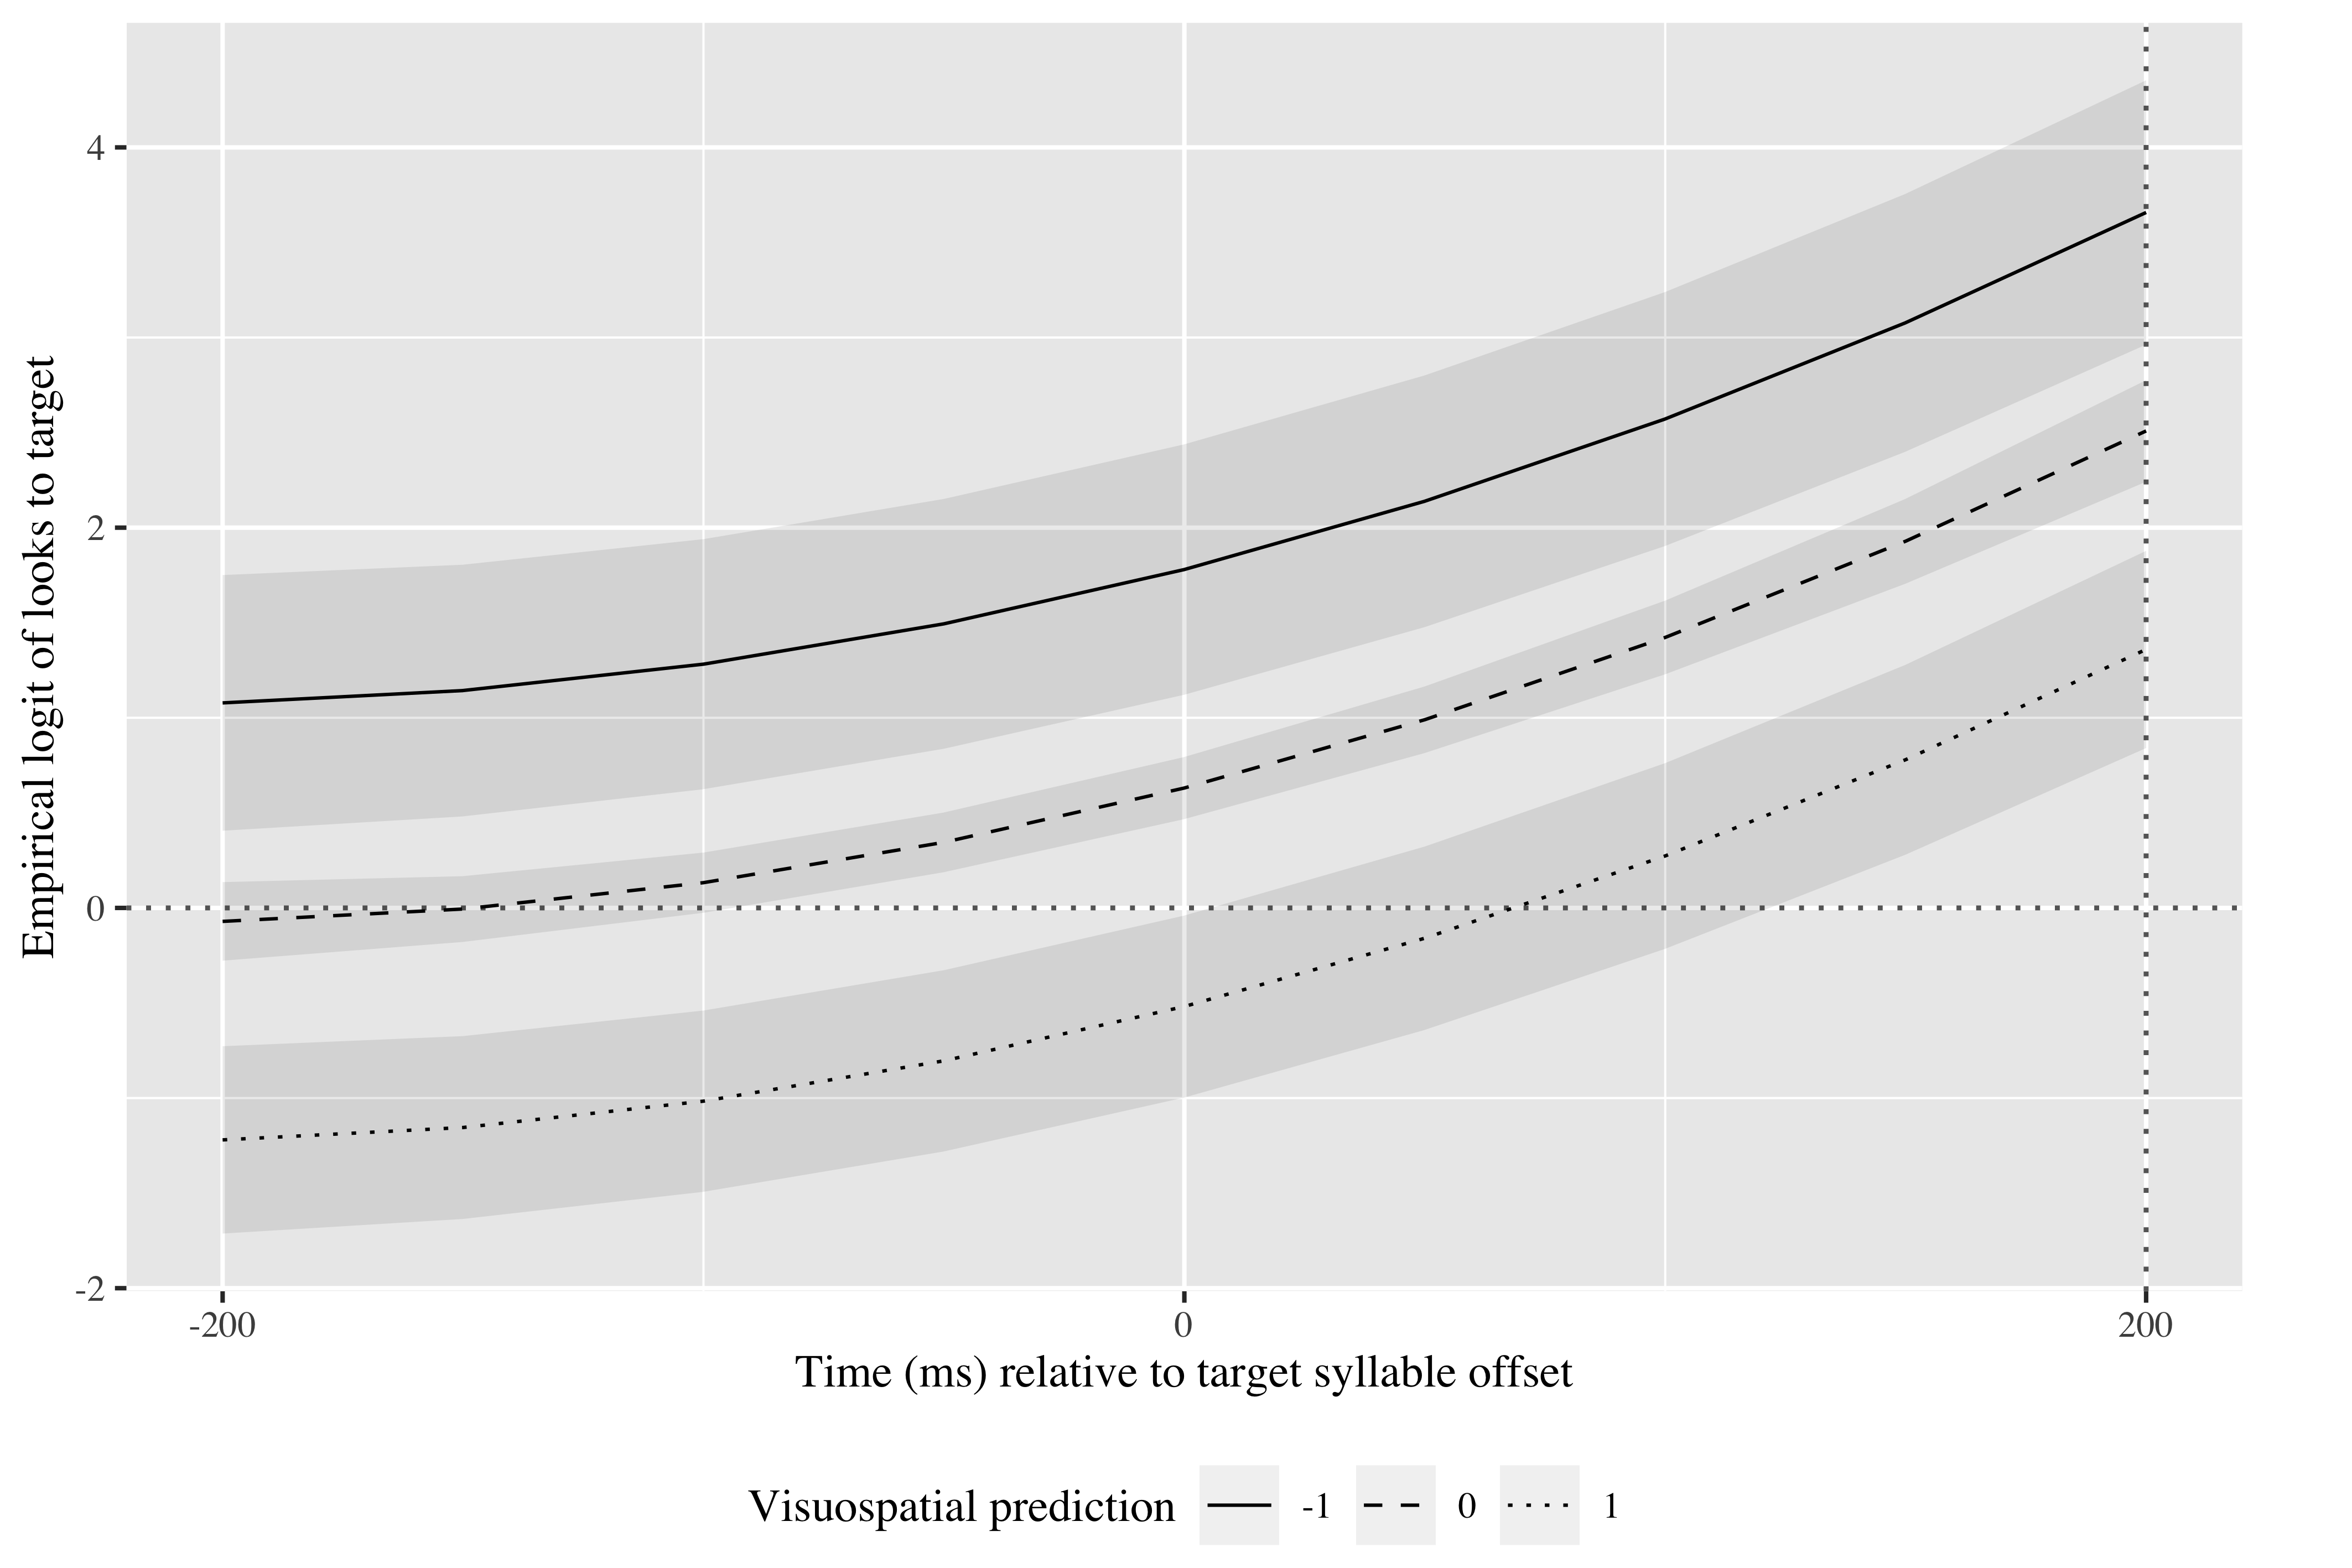 Empirical logit of looks to target
4
2
0
-2
-200 0 200
Time (ms) relative to target syllable offset
Visuospatial prediction -1 0 1